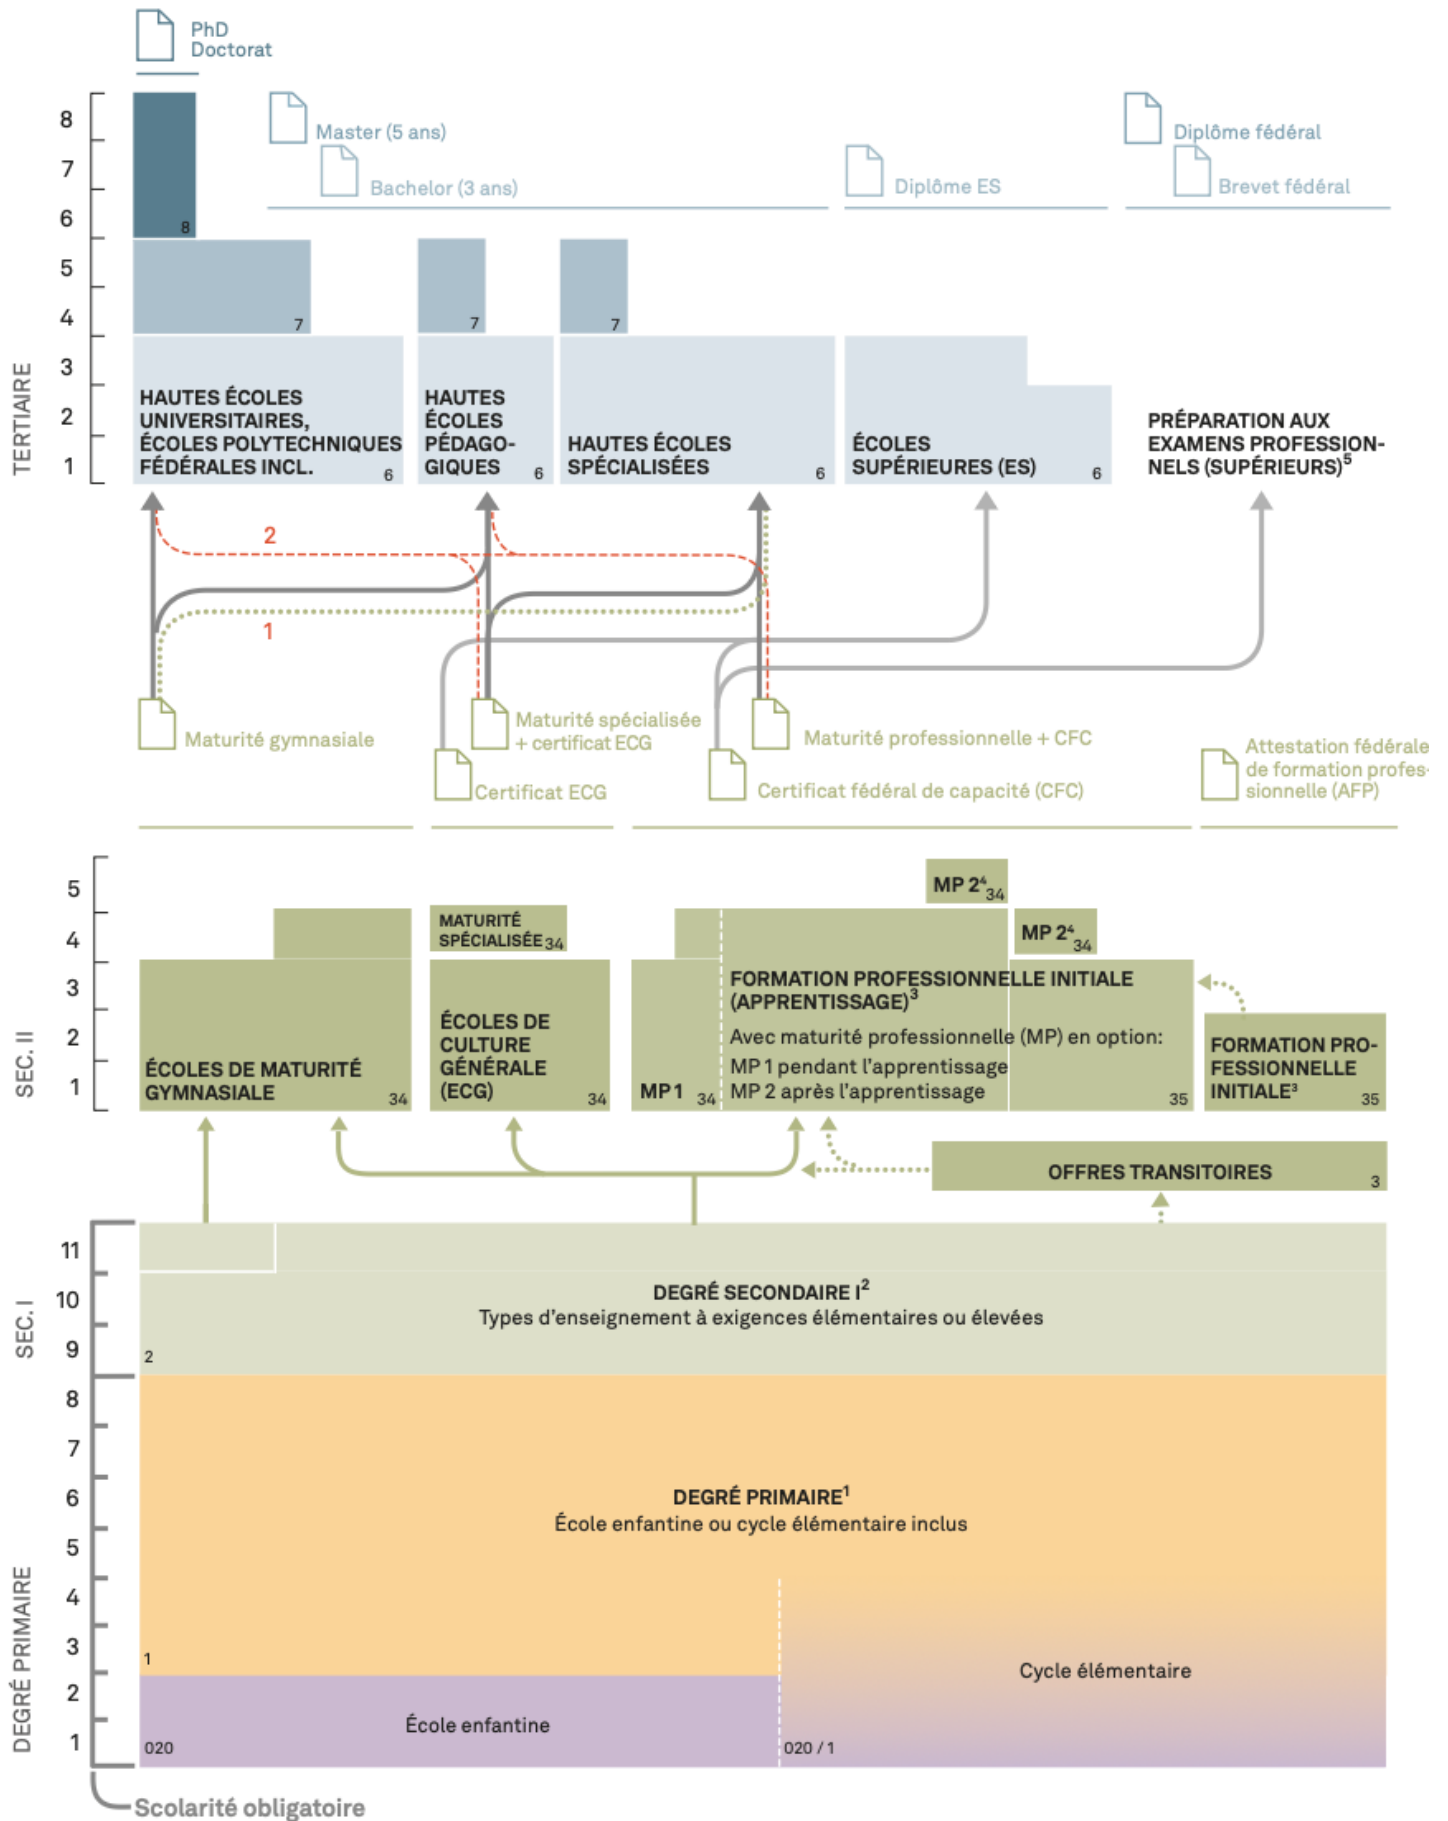 PhD
Doctorat
8
7
6
5
4
3
2
1
TERTIAIRE
Master (5 ans)
Bachelor (3 ans)
Diplôme ES
Diplôme fédéral
Brevet fédéral
8
7
7
7
HAUTES ÉCOLES
UNIVERSITAIRES,
ÉCOLES POLYTECHNIQUES
FÉDÉRALES INCL.
6
HAUTES
ÉCOLES
PÉDAGO-
GIQUES
6
HAUTES ÉCOLES
SPÉCIALISÉES
6
ÉCOLES
SUPÉRIEURES (ES)
6
PRÉPARATION AUX
EXAMENS PROFESSION-
NELS (SUPÉRIEURS)5
2
1
Maturité gymnasiale
Maturité spécialisée
+ certificat ECG
Certificat ECG
Maturité professionnelle + CFC
Certificat fédéral de capacité (CFC)
Attestation fédérale
de formation profes-
sionnelle (AFP)
5
4
3
2
1
SEC. II
ÉCOLES DE MATURITÉ
GYMNASIALE
34
MATURITÉ
SPÉCIALISÉE 34
ÉCOLES DE
CULTURE
GÉNÉRALE
(ECG)
34
MP 1 34
MP 2⁴ 34
MP 2⁴ 34
FORMATION PROFESSIONNELLE INITIALE
(APPRENTISSAGE)3
Avec maturité professionnelle (MP) en option:
MP 1 pendant l'apprentissage
MP 2 après l'apprentissage
35
FORMATION PRO-
FESSIONNELLE
INITIALE³
35
OFFRES TRANSITOIRES
3
11
10
9
SEC. I
DEGRÉ SECONDAIRE I2
Types d'enseignement à exigences élémentaires ou élevées
2
8
7
6
5
4
3
2
1
DEGRÉ PRIMAIRE
DEGRÉ PRIMAIRE1
École enfantine ou cycle élémentaire inclus
1
Cycle élémentaire
École enfantine
020
020 / 1
Scolarité obligatoire